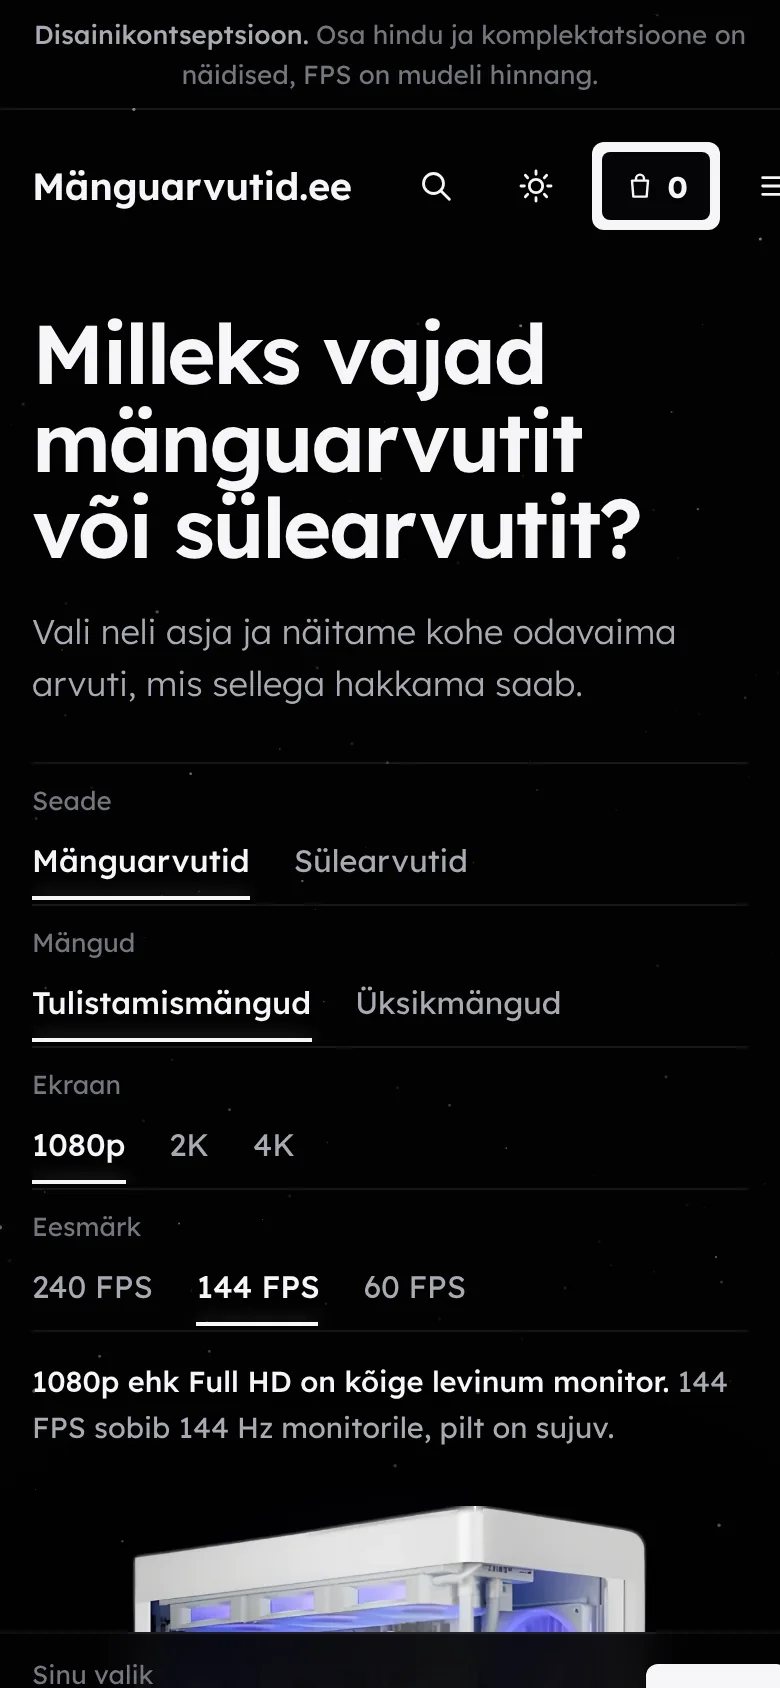 Disainikontseptsioon. Osa hindu ja komplektatsioone on
näidised, FPS on mudeli hinnang.
Mänguarvutid.ee
0
Milleks vajad
mänguarvutit
või sülearvutit?
Vali neli asja ja näitame kohe odavaima
arvuti, mis sellega hakkama saab.
Seade
Mänguarvutid Sülearvutid
Mängud
Tulistamismängud Üksikmängud
Ekraan
1080p 2K 4K
Eesmärk
240 FPS 144 FPS 60 FPS
1080p ehk Full HD on kõige levinum monitor. 144
FPS sobib 144 Hz monitorile, pilt on sujuv.
Sinu valik